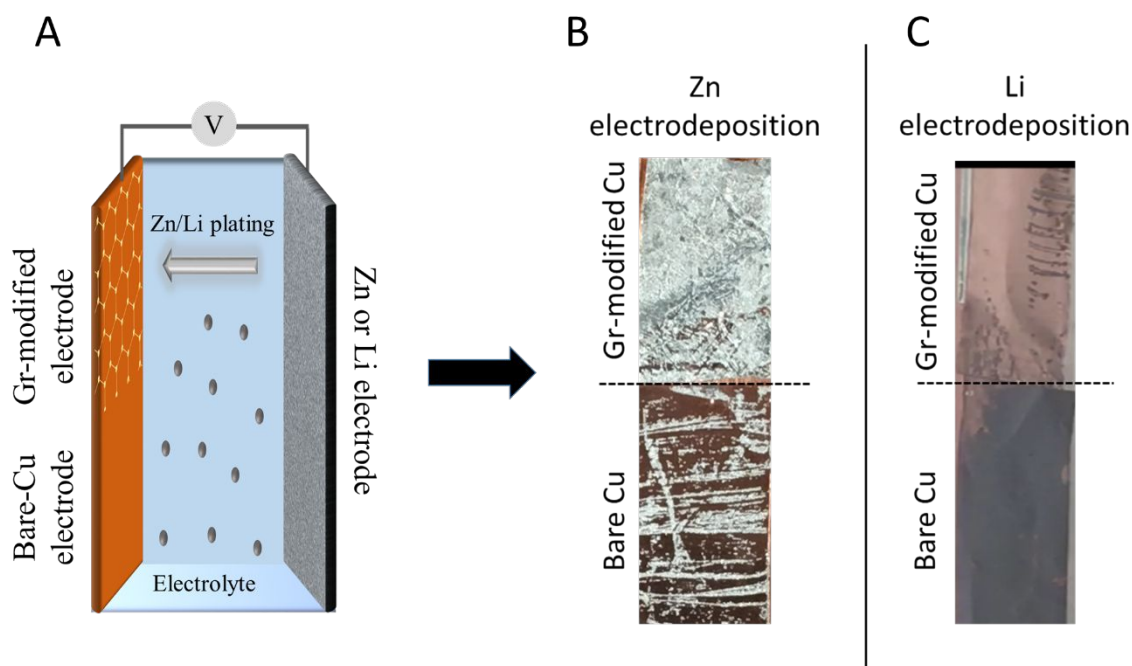 A
V
Zn/Li plating
Gr-modified
electrode
Bare-Cu
electrode
Zn or Li electrode
Electrolyte
B
Zn
electrodeposition
Gr-modified Cu
Bare Cu
C
Li
electrodeposition
Gr-modified Cu
Bare Cu